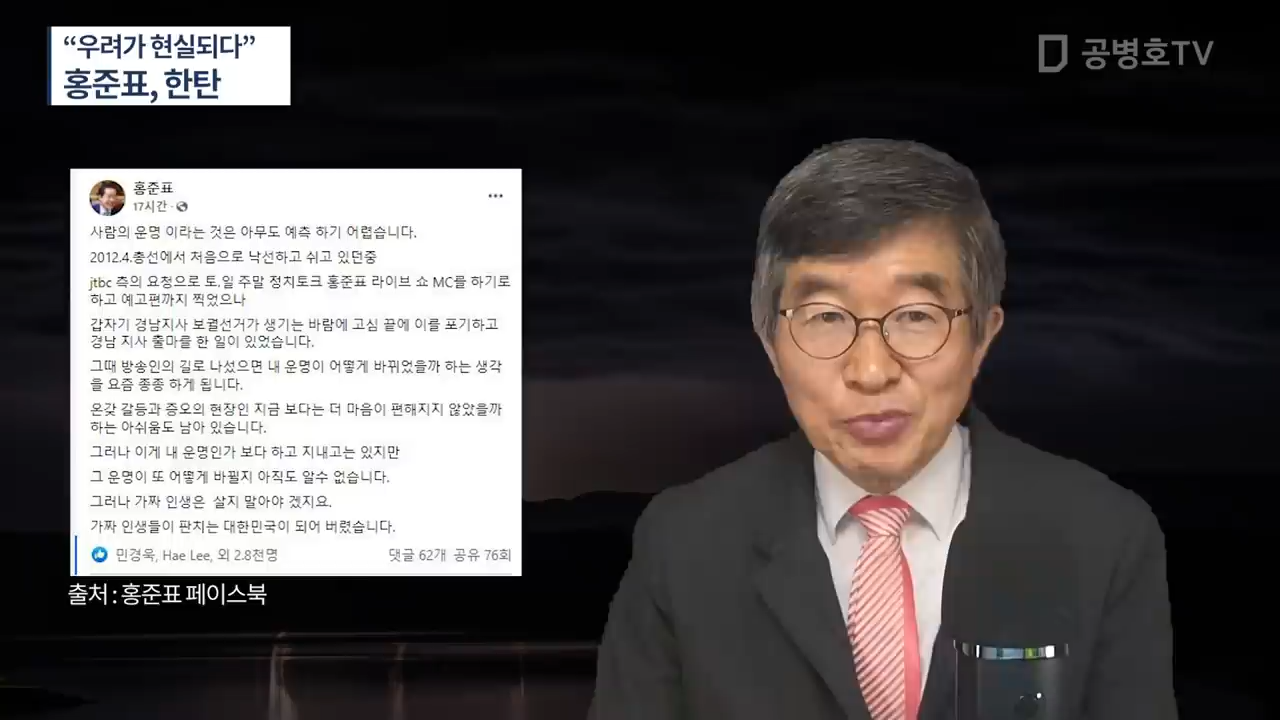 “우려가 현실되다”
홍준표, 한탄
공병호TV
홍준표
17시간 ·
사람의 운명 이라는 것은 아무도 예측 하기 어렵습니다.
2012.4.총선에서 처음으로 낙선하고 쉬고 있던중
jtbc 측의 요청으로 토,일 주말 정치토크 홍준표 라이브 쇼 MC를 하기로
하고 예고편까지 찍었으나
갑자기 경남지사 보궐선거가 생기는 바람에 고심 끝에 이를 포기하고
경남 지사 출마를 한 일이 있었습니다.
그때 방송인의 길로 나섰으면 내 운명이 어떻게 바뀌었을까 하는 생각
을 요즘 종종 하게 됩니다.
온갖 갈등과 증오의 현장인 지금 보다는 더 마음이 편해지지 않았을까
하는 아쉬움도 남아 있습니다.
그러나 이게 내 운명인가 보다 하고 지내고는 있지만
그 운명이 또 어떻게 바뀔지 아직도 알수 없습니다.
그러나 가짜 인생은 살지 말아야 겠지요.
가짜 인생들이 판치는 대한민국이 되어 버렸습니다.
민경욱, Hae Lee, 외 2.8천명
댓글 62개 공유 76회
출처 : 홍준표 페이스북